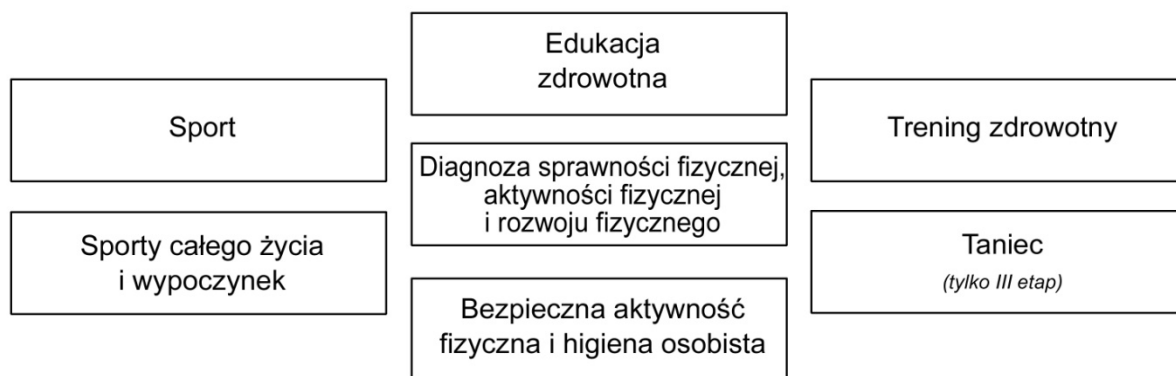 Edukacja
zdrowotna
Sport
Trening zdrowotny
Diagnoza sprawności fizycznej,
aktywności fizycznej
i rozwoju fizycznego
Sporty całego życia
i wypoczynek
Taniec
(tylko III etap)
Bezpieczna aktywność
fizyczna i higiena osobista